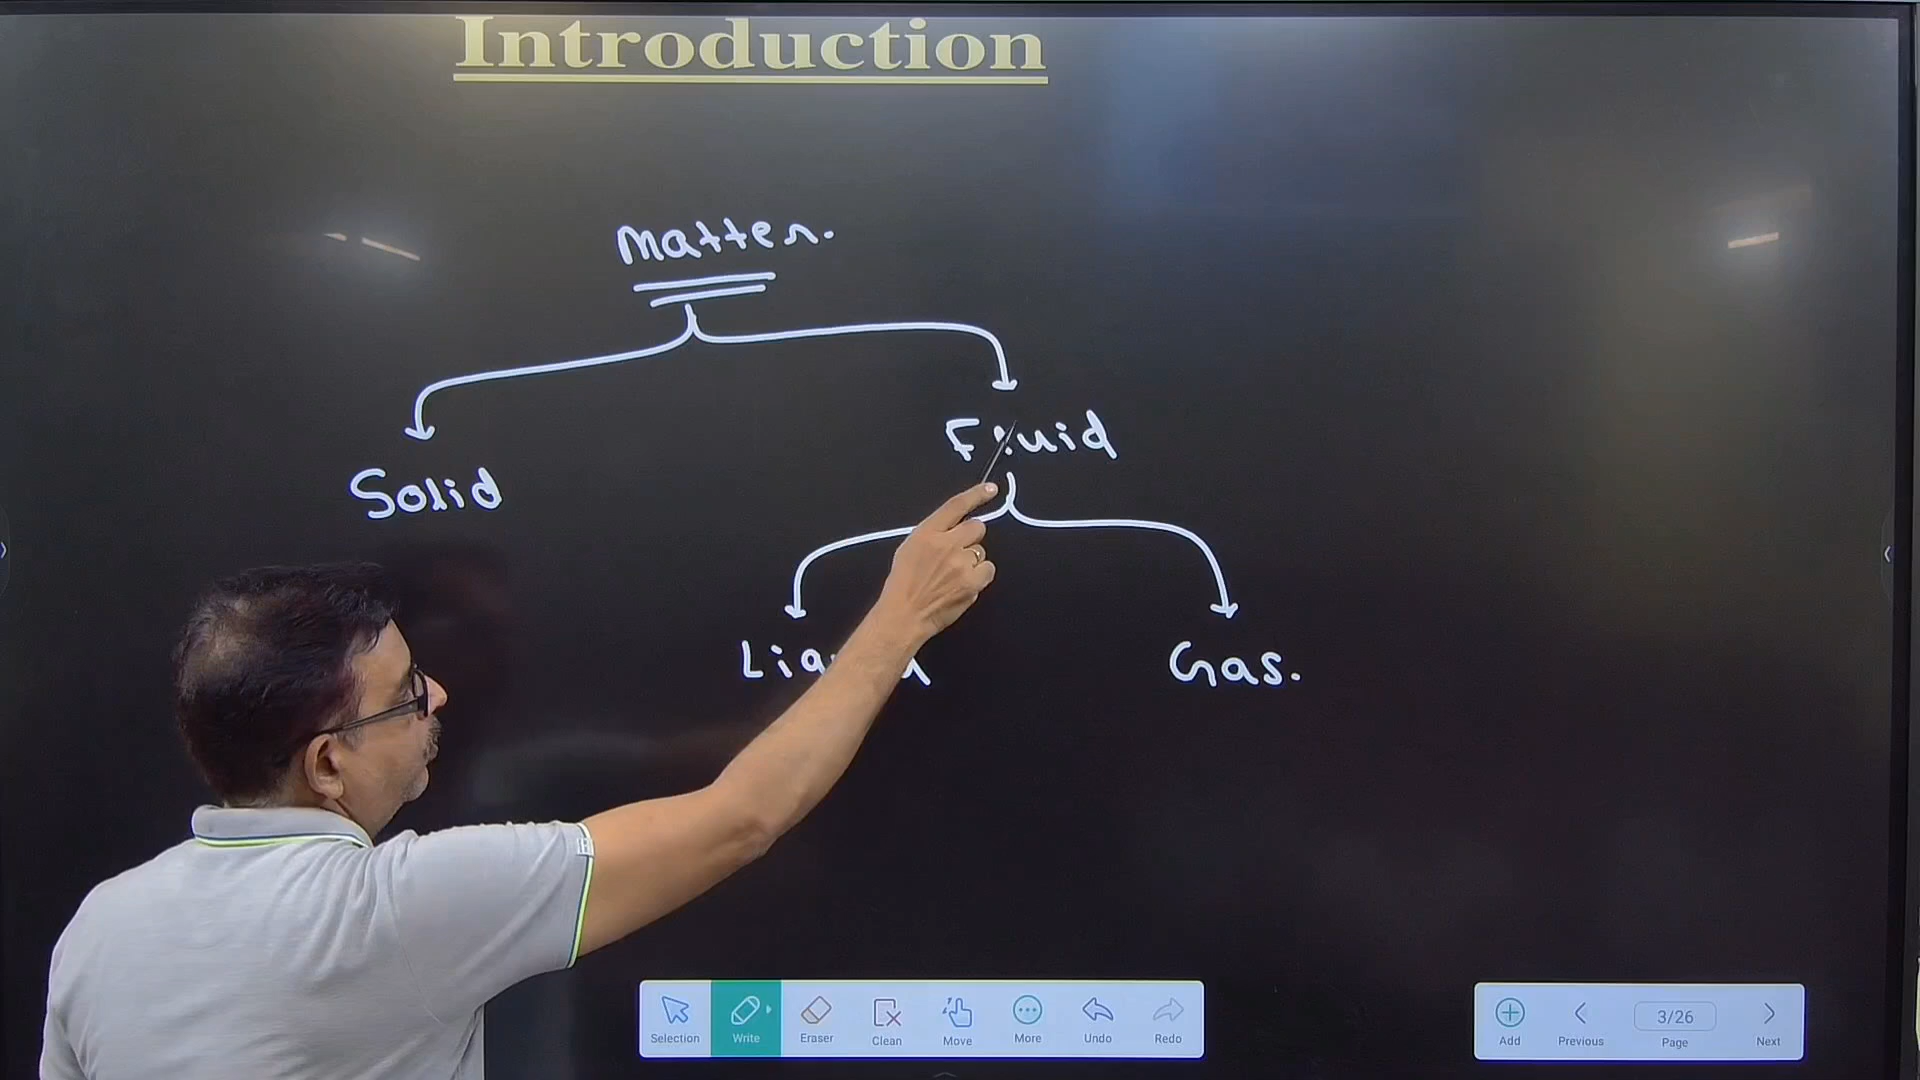 Introduction
Matter.
Solid
Fluid
Gas.
Selection
Write
Eraser
Clean
Move
More
Undo
Redo
Add
Previous
3/26
Page
Next